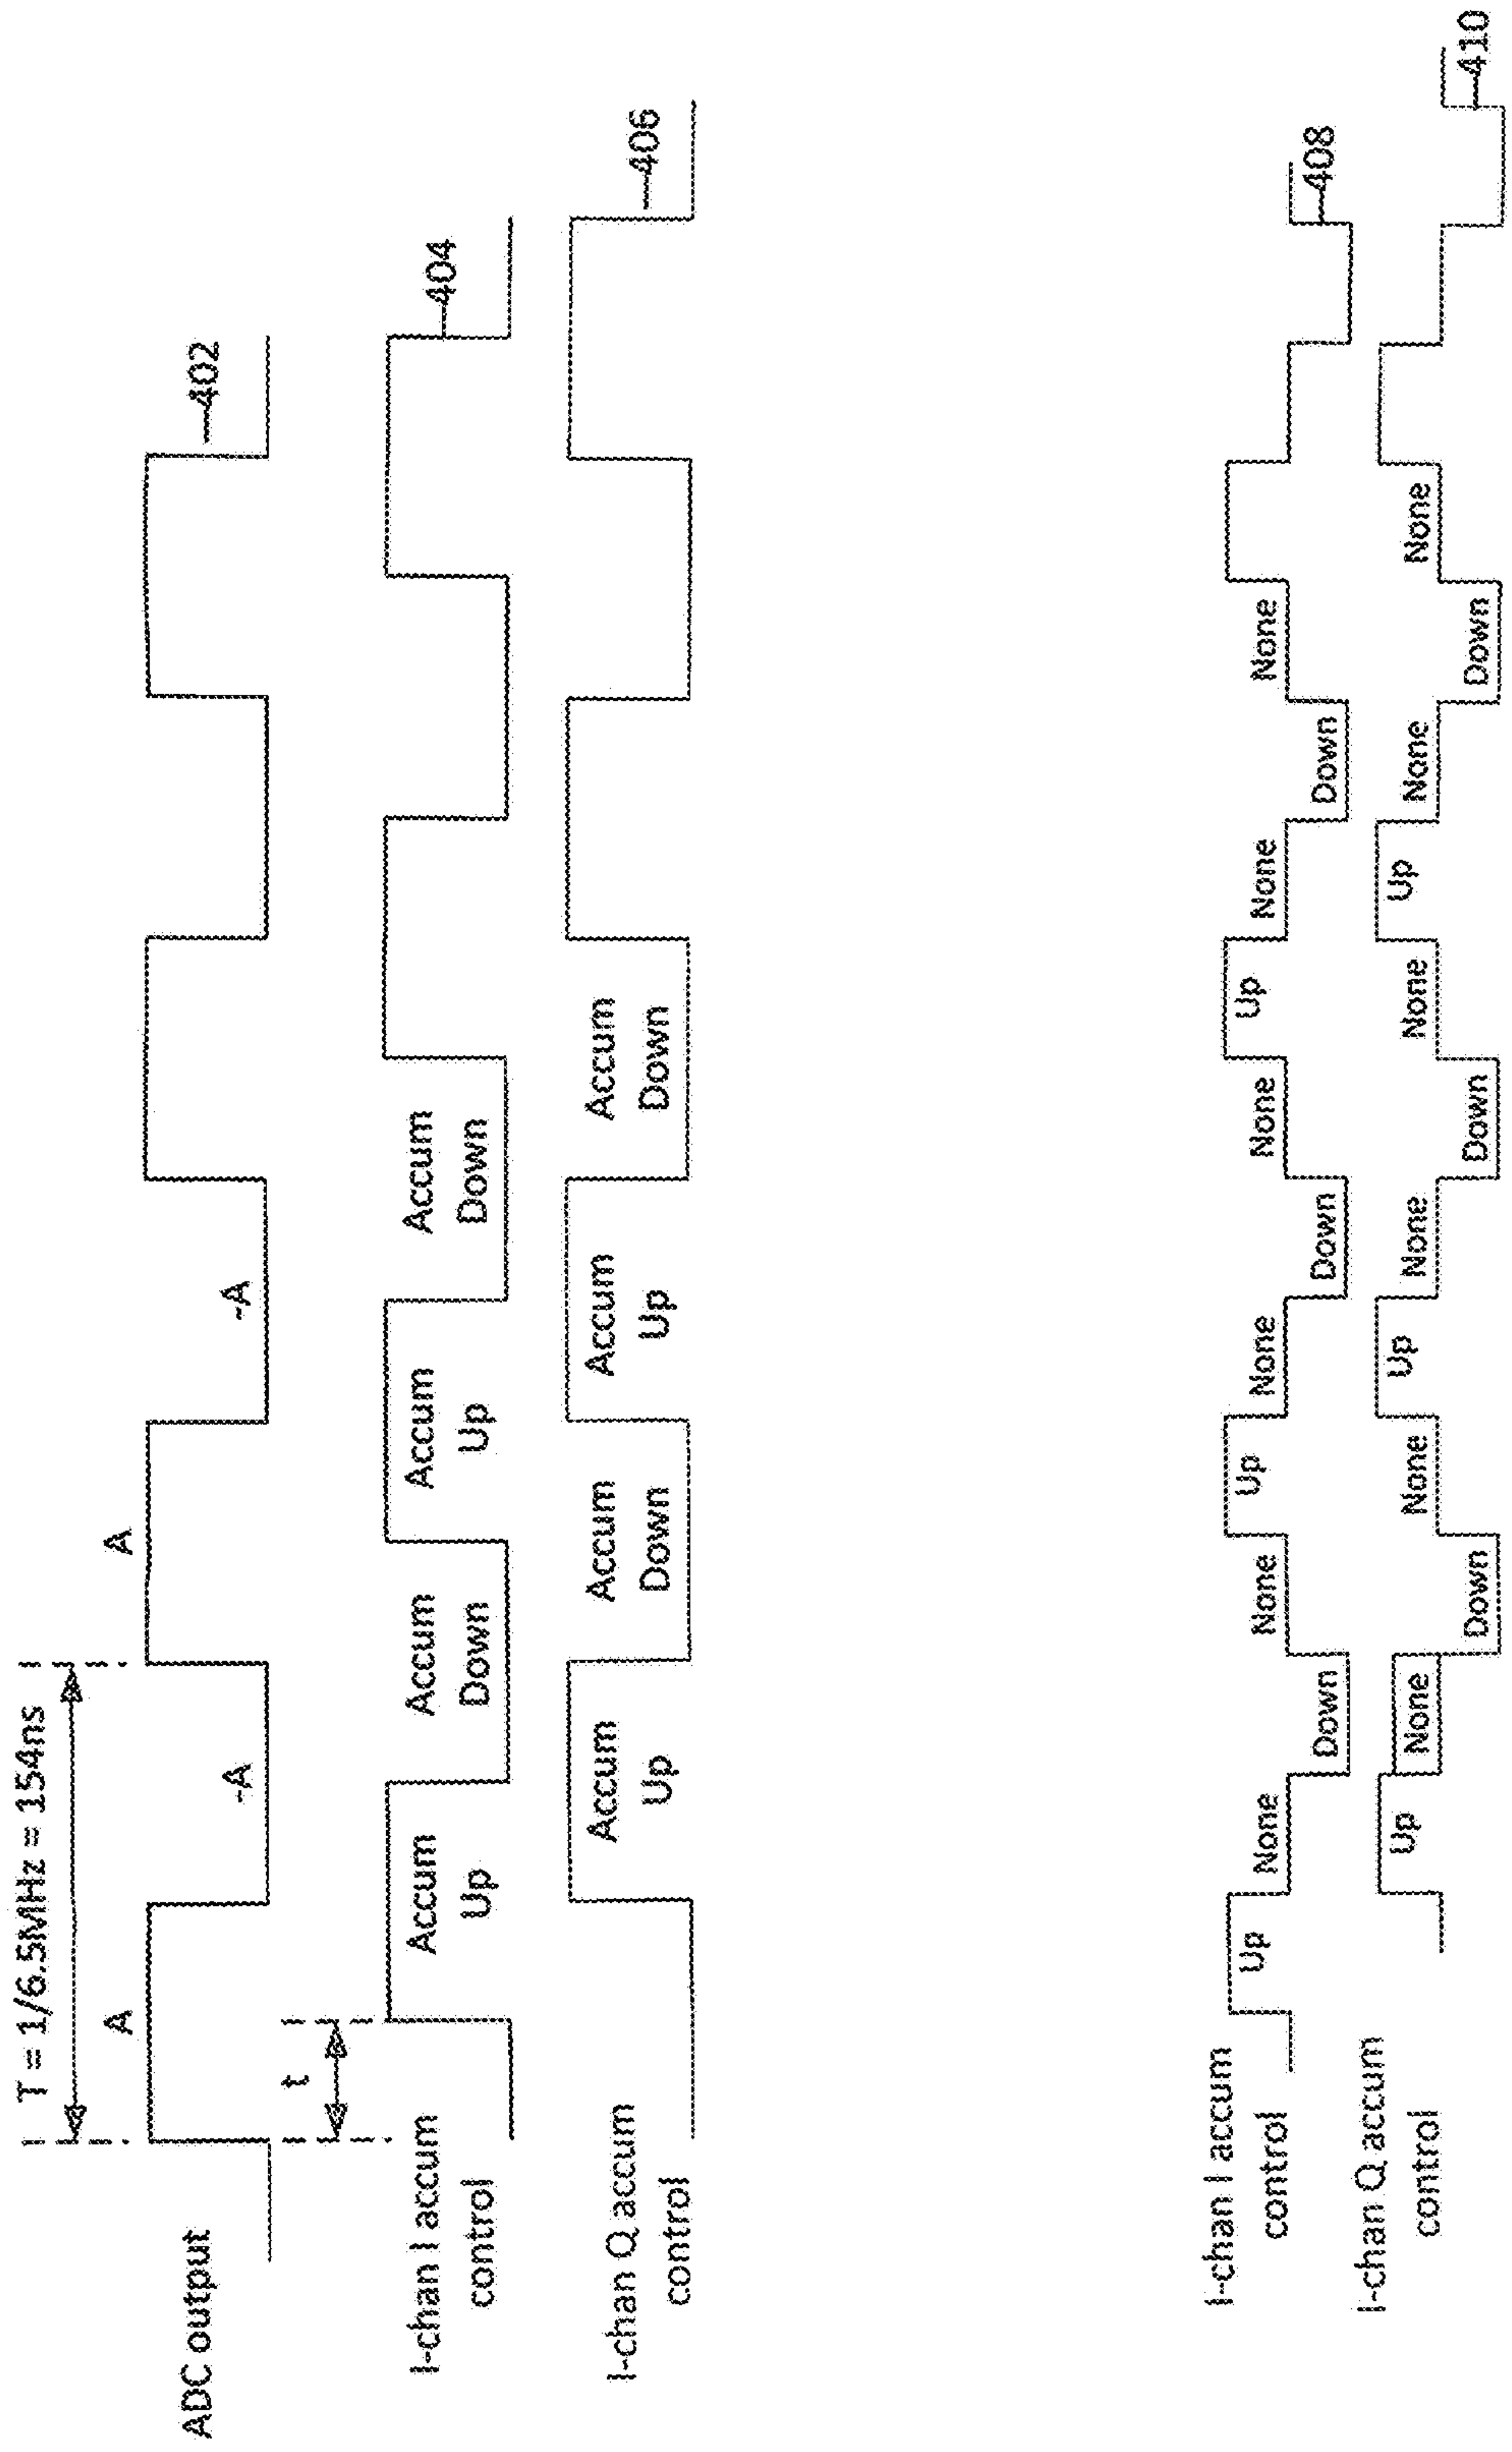 T = 1/6.5MHz = 154ns
A
-A
A
-A
402
ADC output
t
404
I-chan I accum
control
Accum
Up
Accum
Down
Accum
Up
Accum
Down
406
I-chan Q accum
control
Accum
Up
Accum
Down
Accum
Up
Accum
Down
408
I-chan I accum
control
Up
None
Down
None
Up
None
Down
None
Up
None
Down
None
410
I-chan Q accum
control
Up
None
Down
None
Up
None
Down
None
Up
None
Down
None